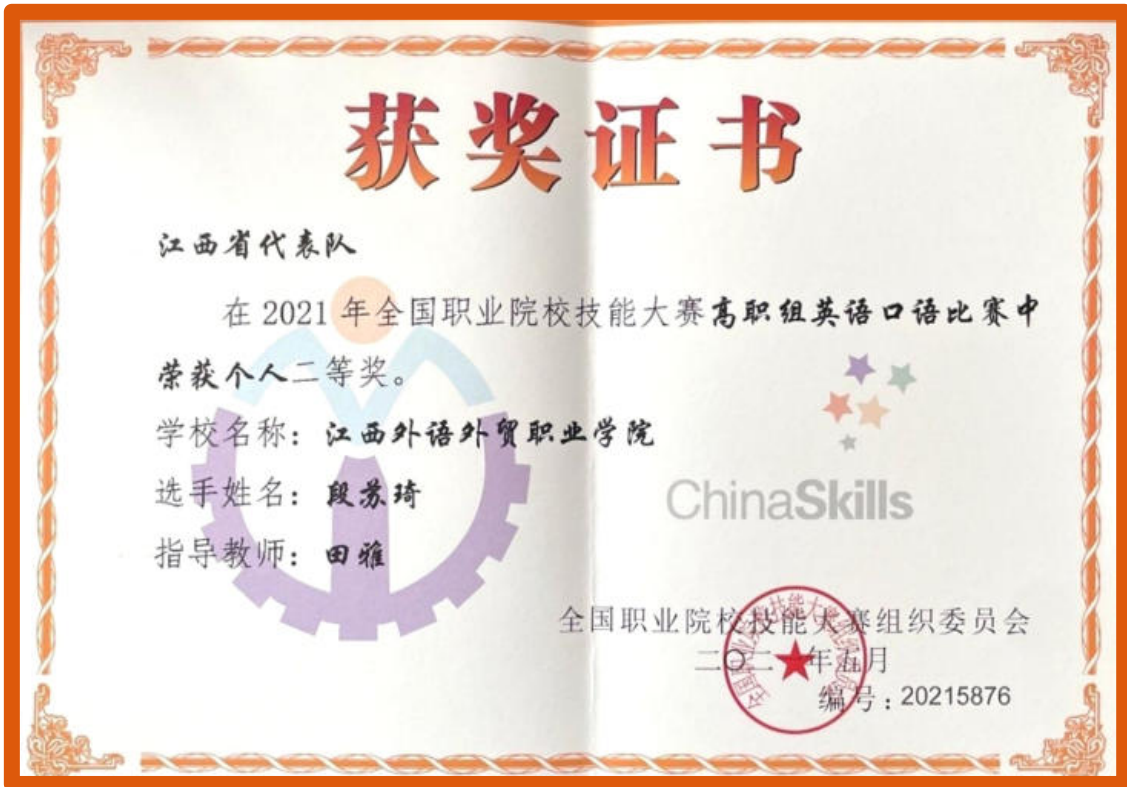 获奖证书
江西省代表队
在 2021 年全国职业院校技能大赛高职组英语口语比赛中
荣获个人二等奖。
学校名称：江西外语外贸职业学院
选手姓名：段苏琦
指导教师：田雅
ChinaSkills
全国职业院校技能大赛组织委员会
二〇二一年五月
编号：20215876